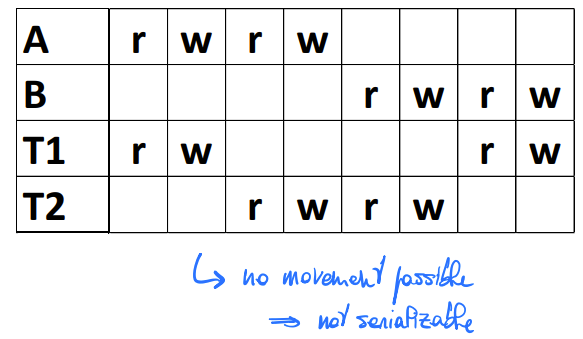 A r w r w
B r w r w
T1 r w r w
T2 r w r w
no movement possible
⇒ not serializable